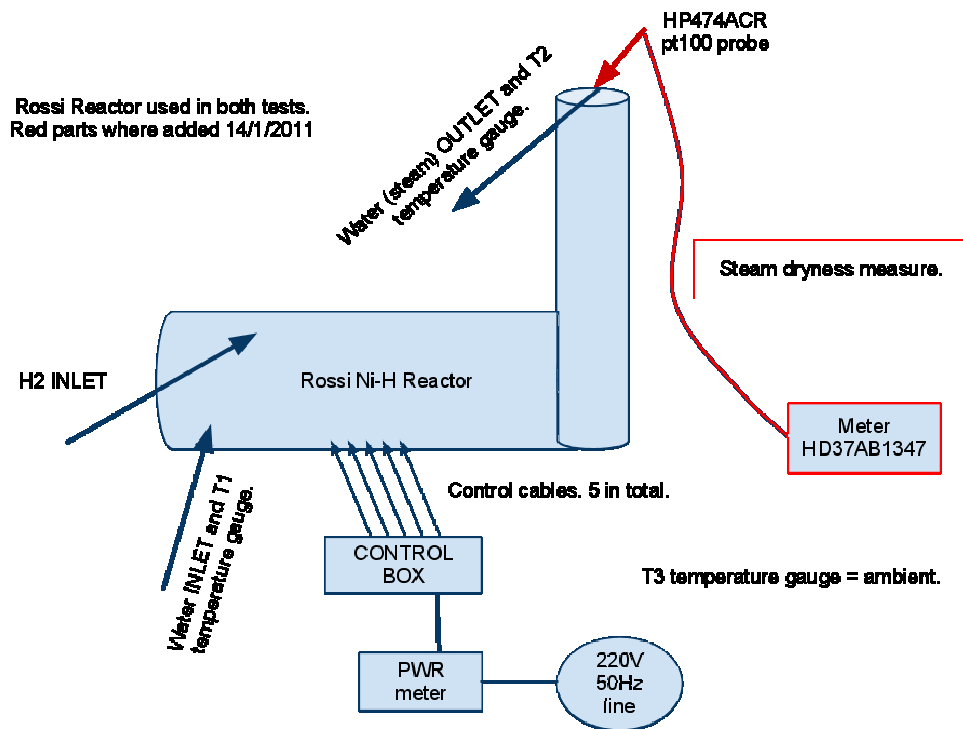 HP474ACR
pt100 probe
Rossi Reactor used in both tests.
Red parts where added 14/1/2011
Water (steam) OUTLET and T2
temperature gauge.
Steam dryness measure.
H2 INLET
Rossi Ni-H Reactor
Meter
HD37AB1347
Water INLET and T1
temperature gauge.
Control cables. 5 in total.
CONTROL
BOX
T3 temperature gauge = ambient.
PWR
meter
220V
50Hz
line